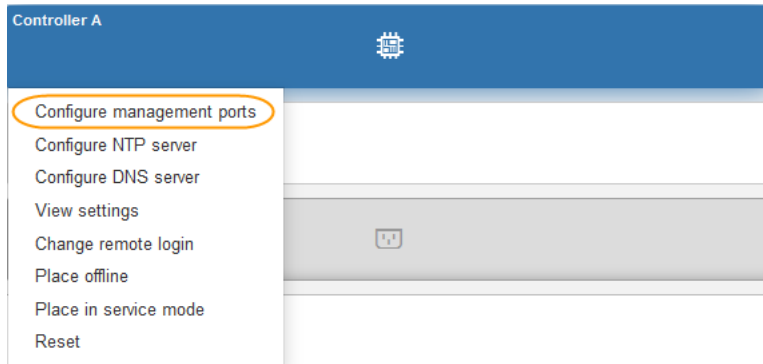 Controller A
Configure management ports
Configure NTP server
Configure DNS server
View settings
Change remote login
Place offline
Place in service mode
Reset